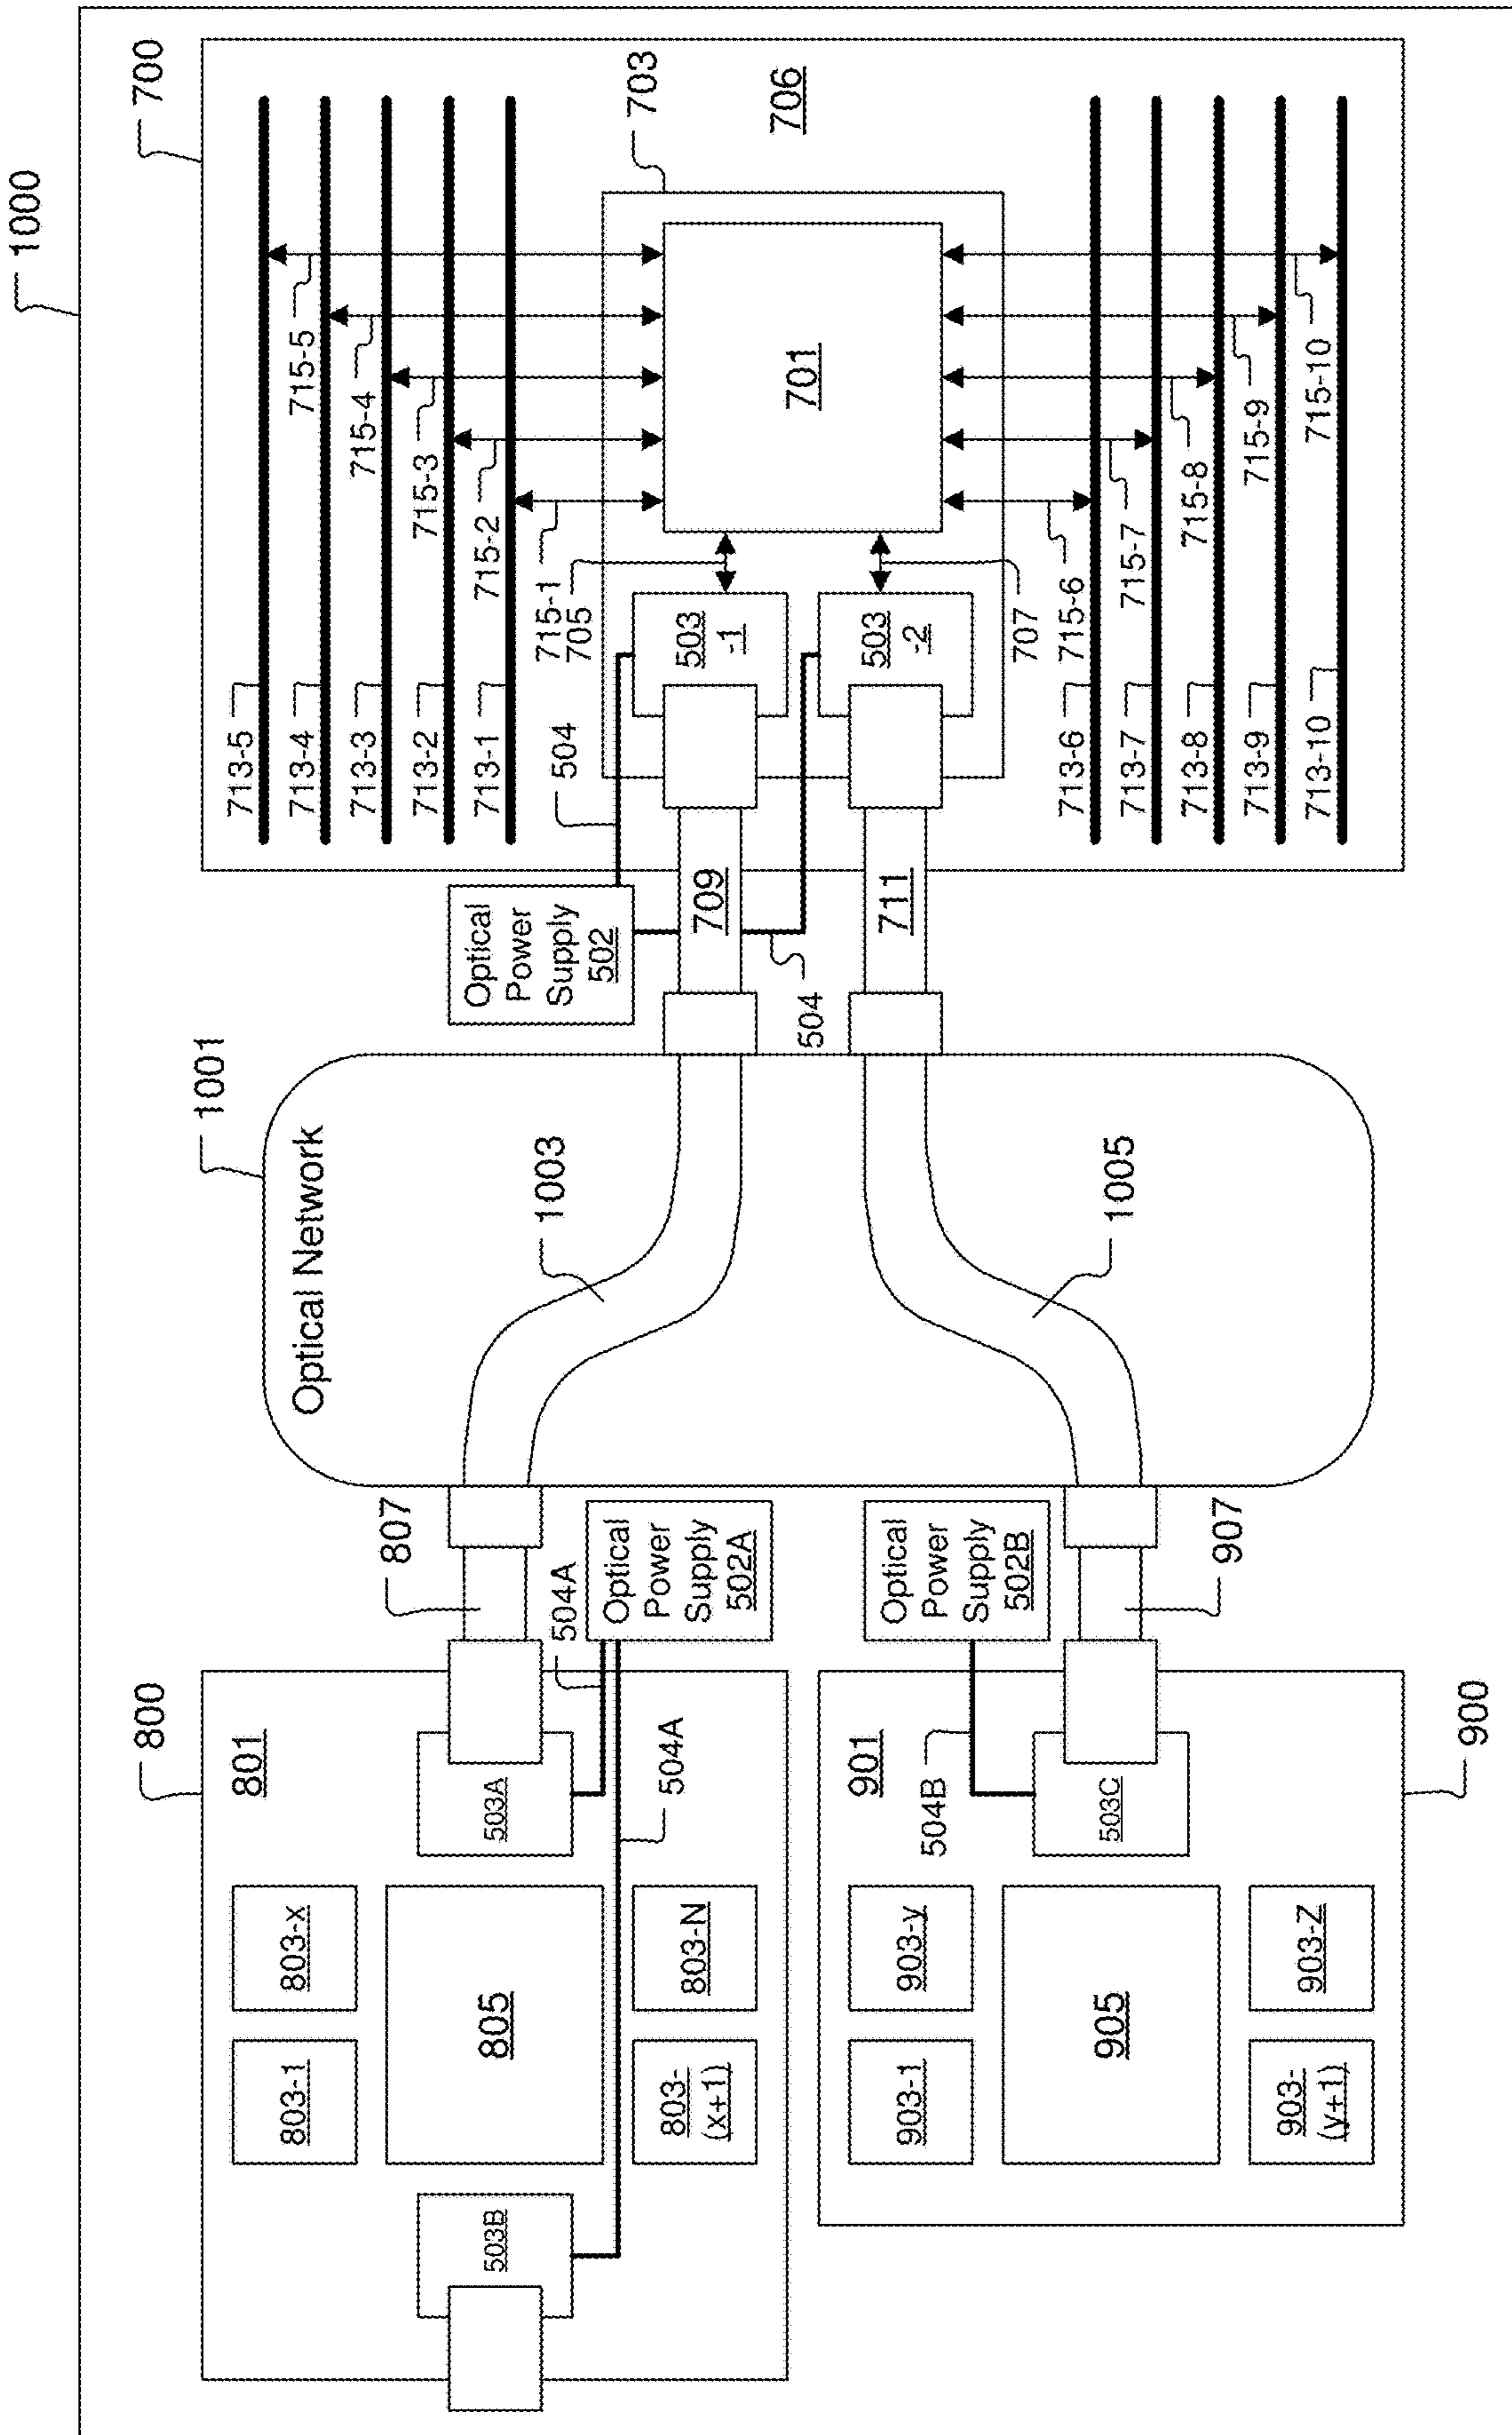 1000
700
713-5
713-4
713-3
713-2
713-1
715-5
715-4
715-3
715-2
715-1
705
703
706
701
503
-1
503
-2
707
504
504
Optical
Power
Supply
502
709
711
715-6
715-7
715-8
715-9
715-10
713-6
713-7
713-8
713-9
713-10
1001
Optical Network
1003
1005
807
504A
Optical
Power
Supply
502A
504A
800
801
503A
803-x
803-1
805
803-N
803-
(x+1)
503B
907
Optical
Power
Supply
502B
504B
900
901
503C
903-y
903-1
905
903-Z
903-
(y+1)